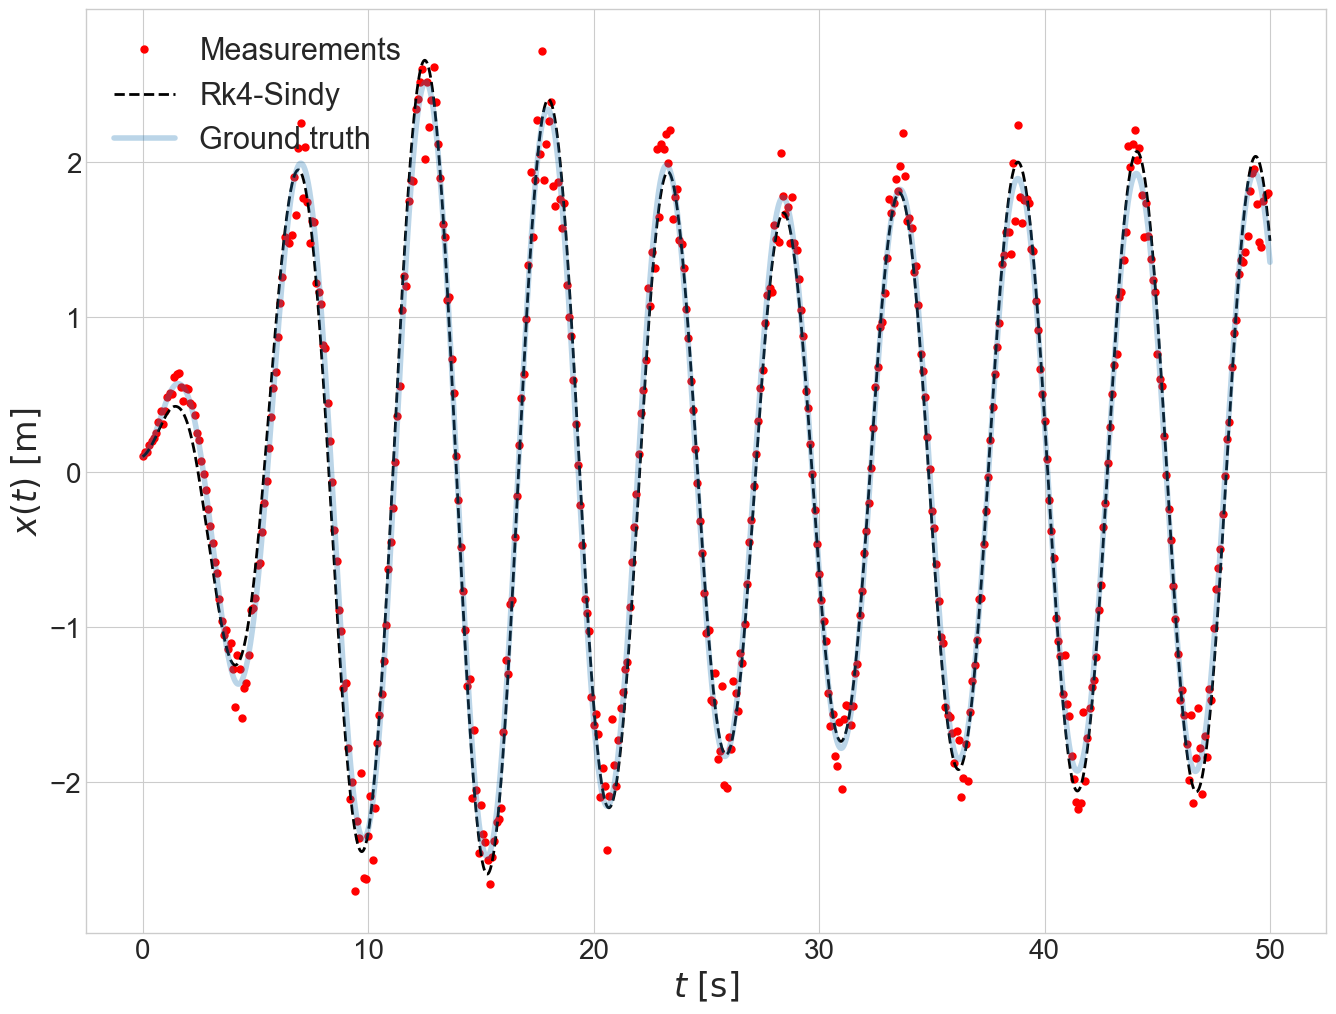 Measurements
Rk4-Sindy
Ground truth
2
1
0
−1
−2
x(t) [m]
0 10 20 30 40 50
t [s]